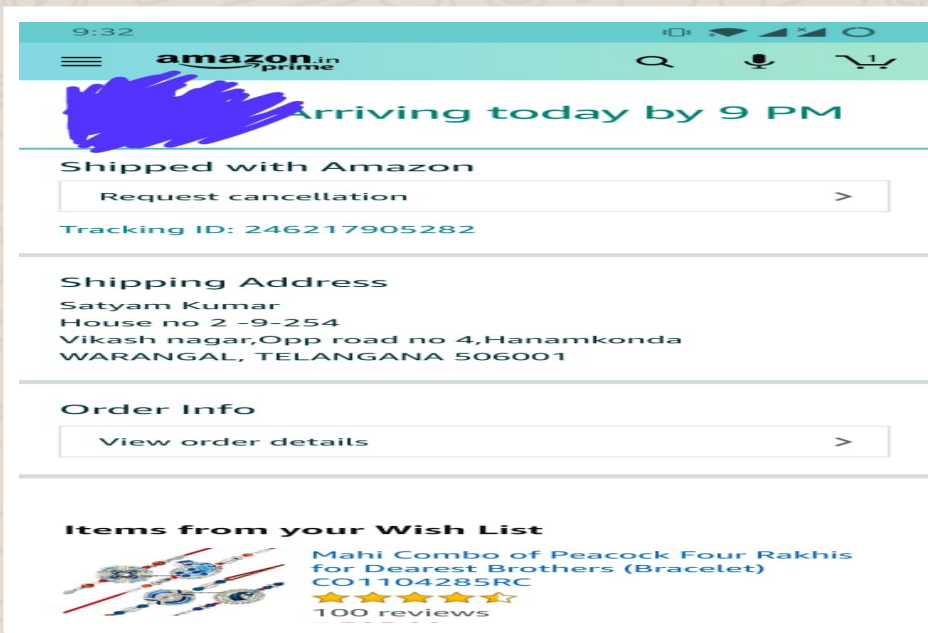 9:32
amazon.in
prime
1
Arriving today by 9 PM
Shipped with Amazon
Request cancellation
Tracking ID: 246217905282
Shipping Address
Satyam Kumar
House no 2 -9-254
Vikash nagar,Opp road no 4,Hanamkonda
WARANGAL, TELANGANA 506001
Order Info
View order details
Items from your Wish List
Mahi Combo of Peacock Four Rakhis
for Dearest Brothers (Bracelet)
CO1104285RC
100 reviews